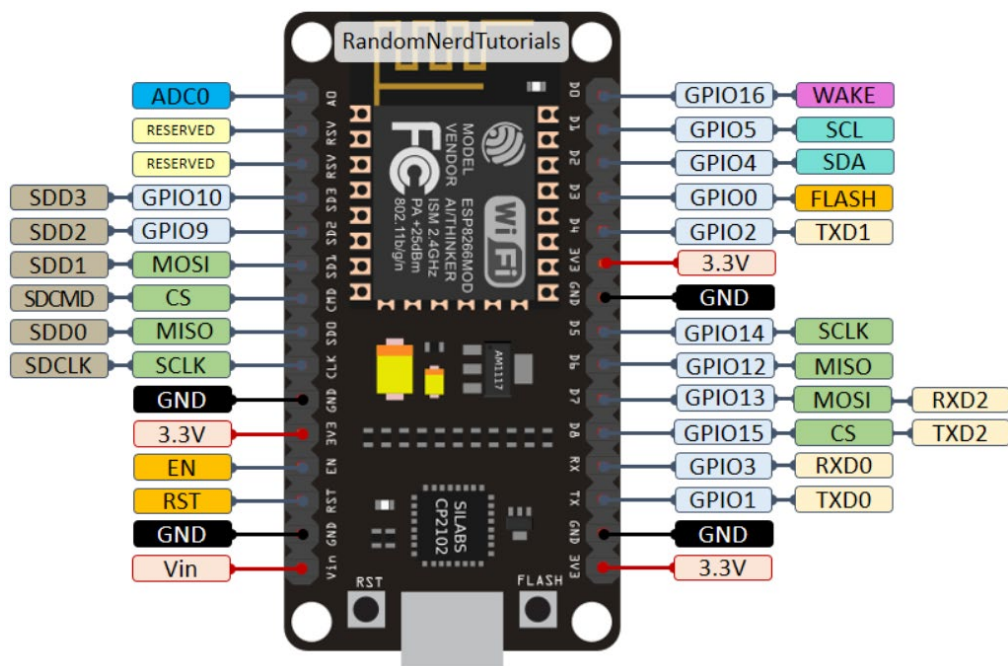 RandomNerdTutorials
ADC0
RESERVED
RESERVED
SDD3 GPIO10
SDD2 GPIO9
SDD1 MOSI
SDCMD CS
SDD0 MISO
SDCLK SCLK
GND
3.3V
EN
RST
GND
Vin
A0
RSV
RSV
SD3
SD2
SD1
CMD
SD0
CLK
GND
3V3
EN
RST
GND
Vin
MODEL ESP8266MOD
VENDOR AI/THINKER
ISM 2.4GHz
PA +25dBm
802.11b/g/n
FC
WiFi
AM1117
SILABS
CP2102
RST
FLASH
D0
D1
D2
D3
D4
3V3
GND
D5
D6
D7
D8
RX
TX
GND
3V3
GPIO16 WAKE
GPIO5 SCL
GPIO4 SDA
GPIO0 FLASH
GPIO2 TXD1
3.3V
GND
GPIO14 SCLK
GPIO12 MISO
GPIO13 MOSI RXD2
GPIO15 CS TXD2
GPIO3 RXD0
GPIO1 TXD0
GND
3.3V